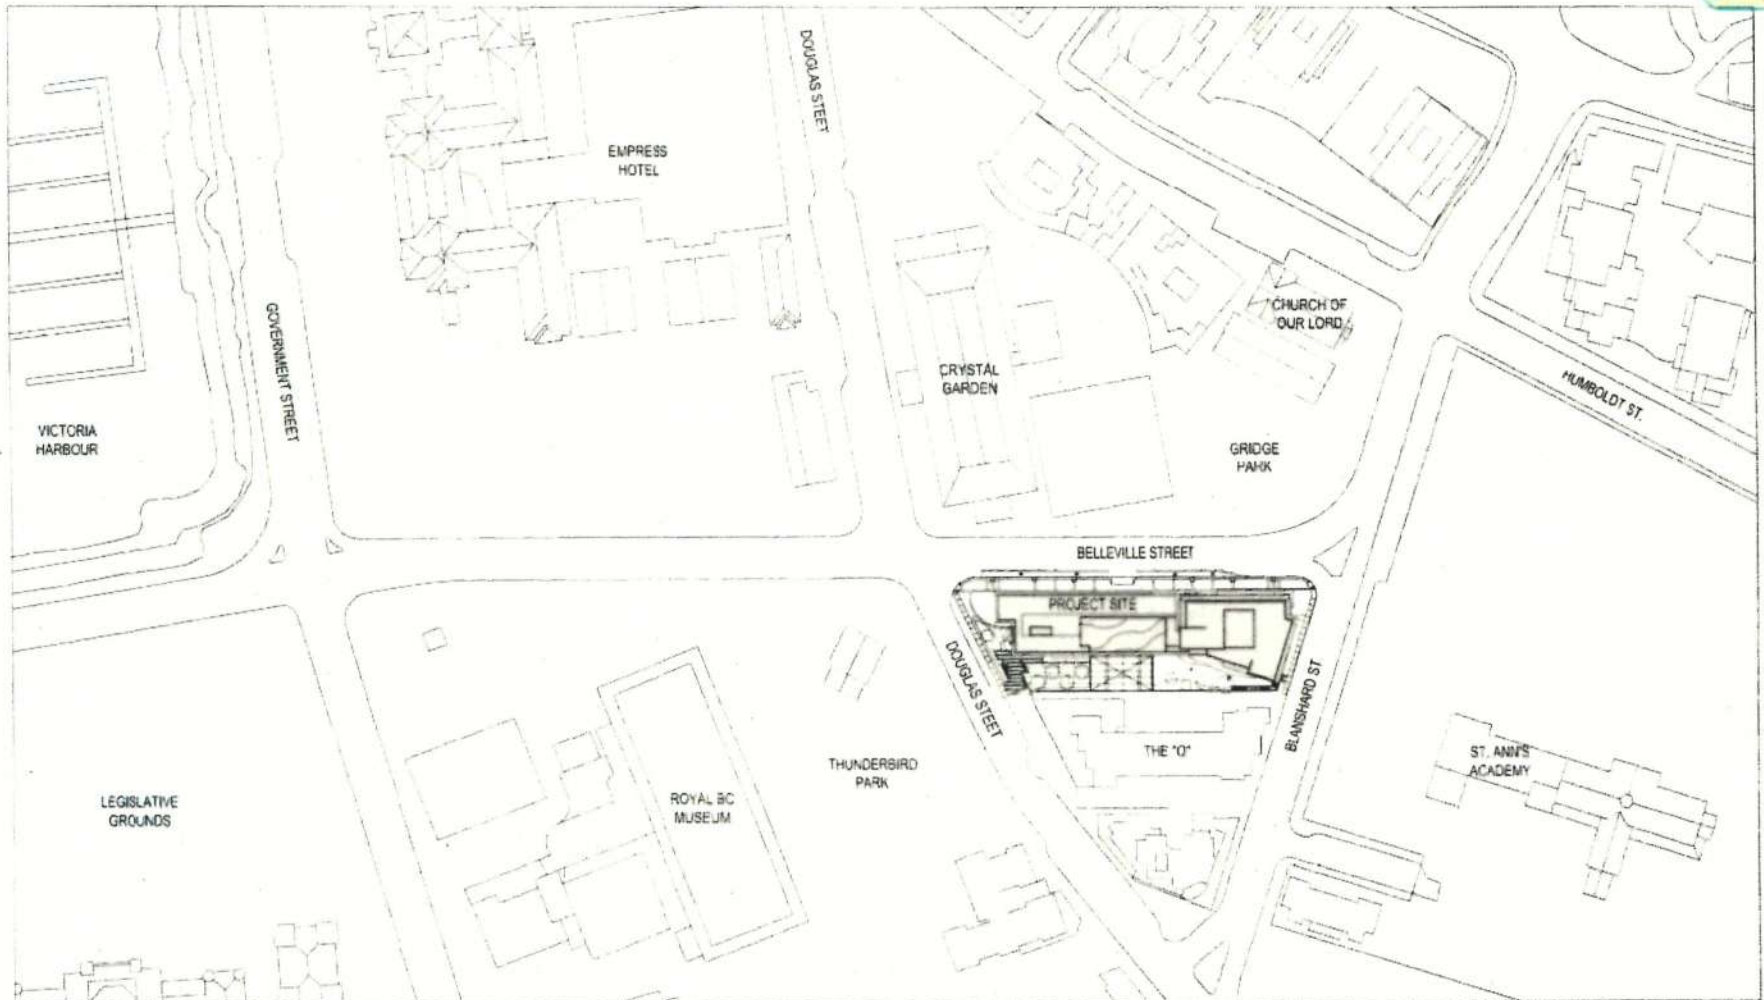 DOUGLAS STREET
EMPRESS
HOTEL
GOVERNMENT STREET
CHURCH OF
OUR LORD
CRYSTAL
GARDEN
HUMBOLDT ST.
VICTORIA
HARBOUR
GRIDGE
PARK
BELLEVILLE STREET
PROJECT SITE
DOUGLAS STREET
BLANSHARD ST
THE "Q"
ST. ANN'S
ACADEMY
THUNDERBIRD
PARK
LEGISLATIVE
GROUNDS
ROYAL BC
MUSEUM